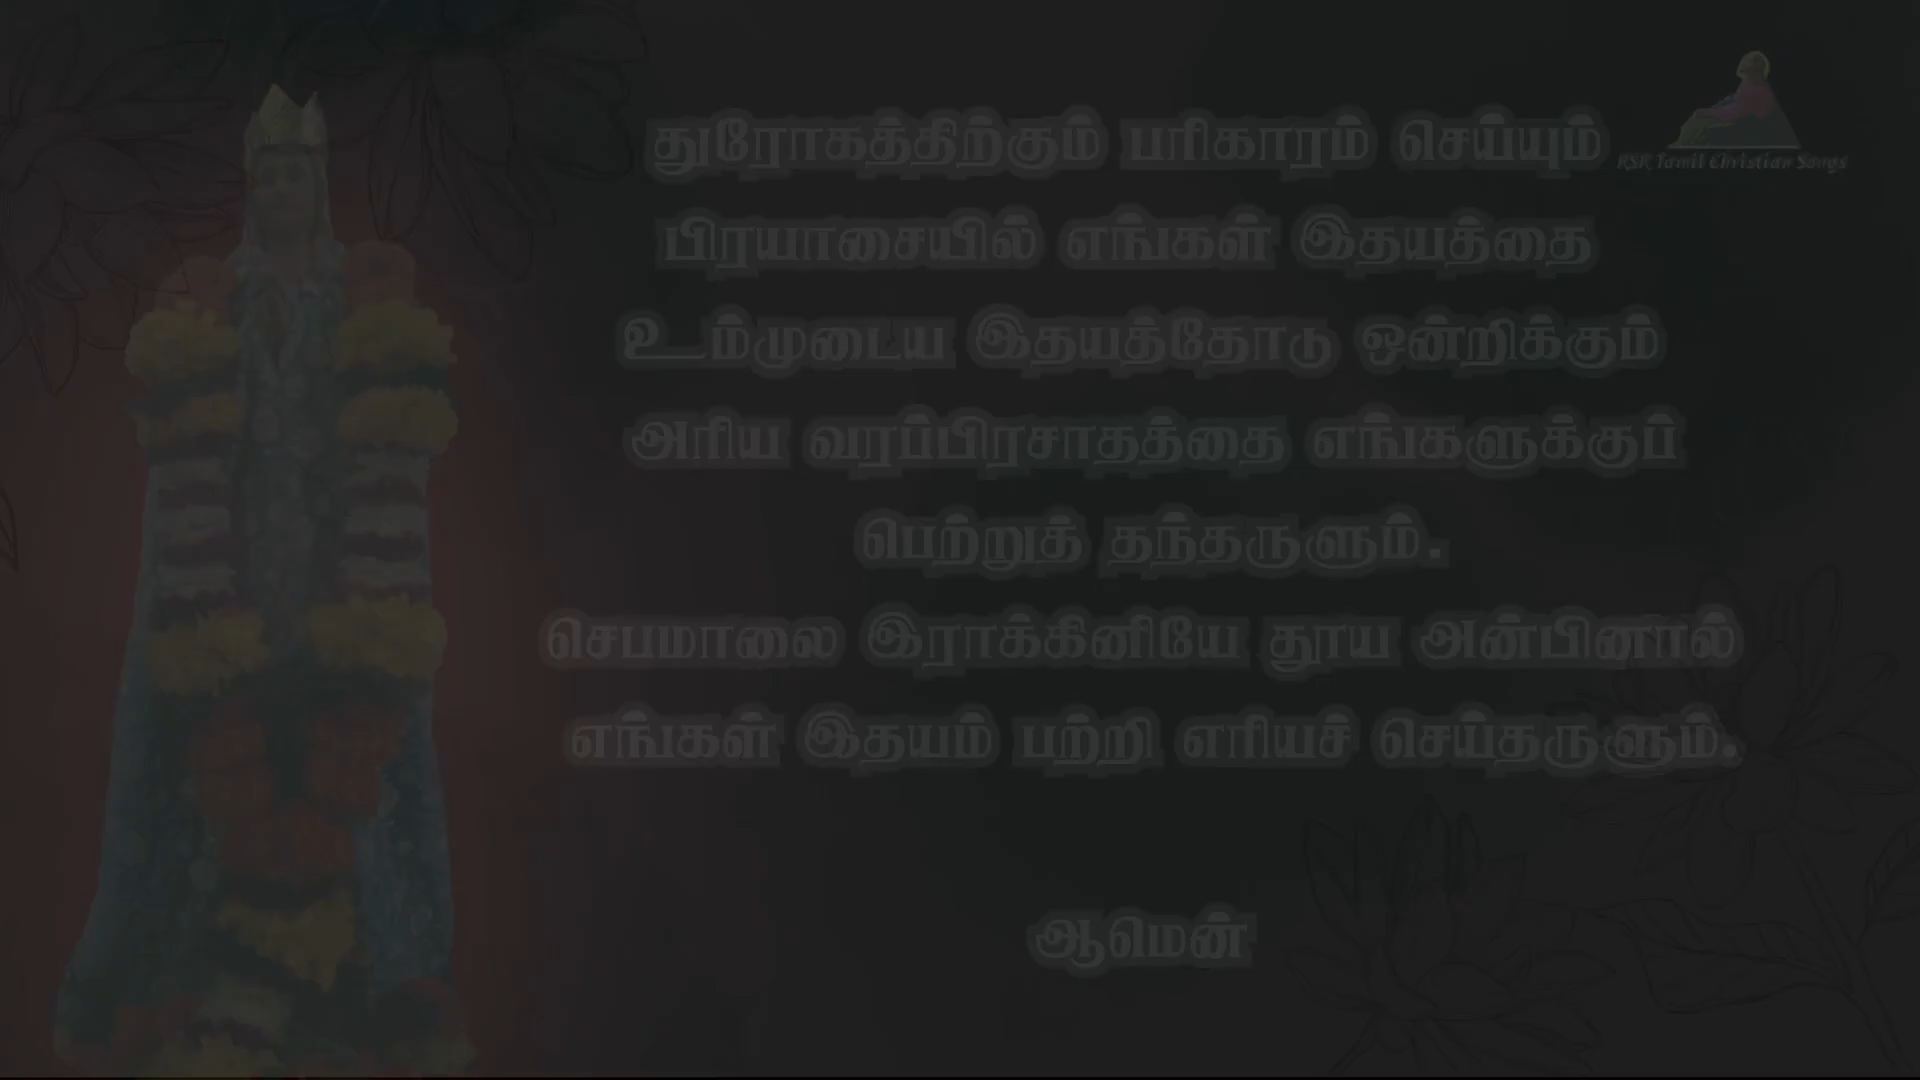 துரோகத்திற்கும் பரிகாரம் செய்யும்
RSK Tamil Christian Songs
பிரயாசையில் எங்கள் இதயத்தை
உம்முடைய இதயத்தோடு ஒன்றிக்கும்
அரிய வரப்பிரசாதத்தை எங்களுக்குப்
பெற்றுத் தந்தருளும்.
செபமாலை இராக்கினியே தூய அன்பினால்
எங்கள் இதயம் பற்றி எரியச் செய்தருளும்.
ஆமென்